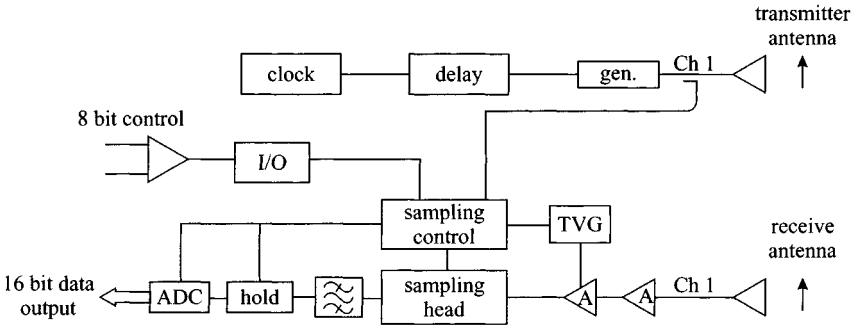 transmitter
antenna
clock
delay
gen.
Ch 1
8 bit control
I/O
sampling
control
TVG
receive
antenna
16 bit data
output
ADC
hold
sampling
head
A
A
Ch 1